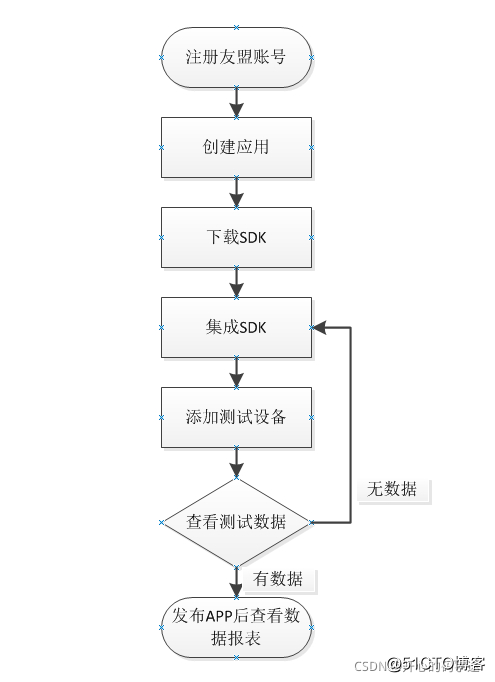 注册友盟账号
创建应用
下载SDK
集成SDK
添加测试设备
无数据
查看测试数据
有数据
发布APP后查看数
据报表
@51CTO博客